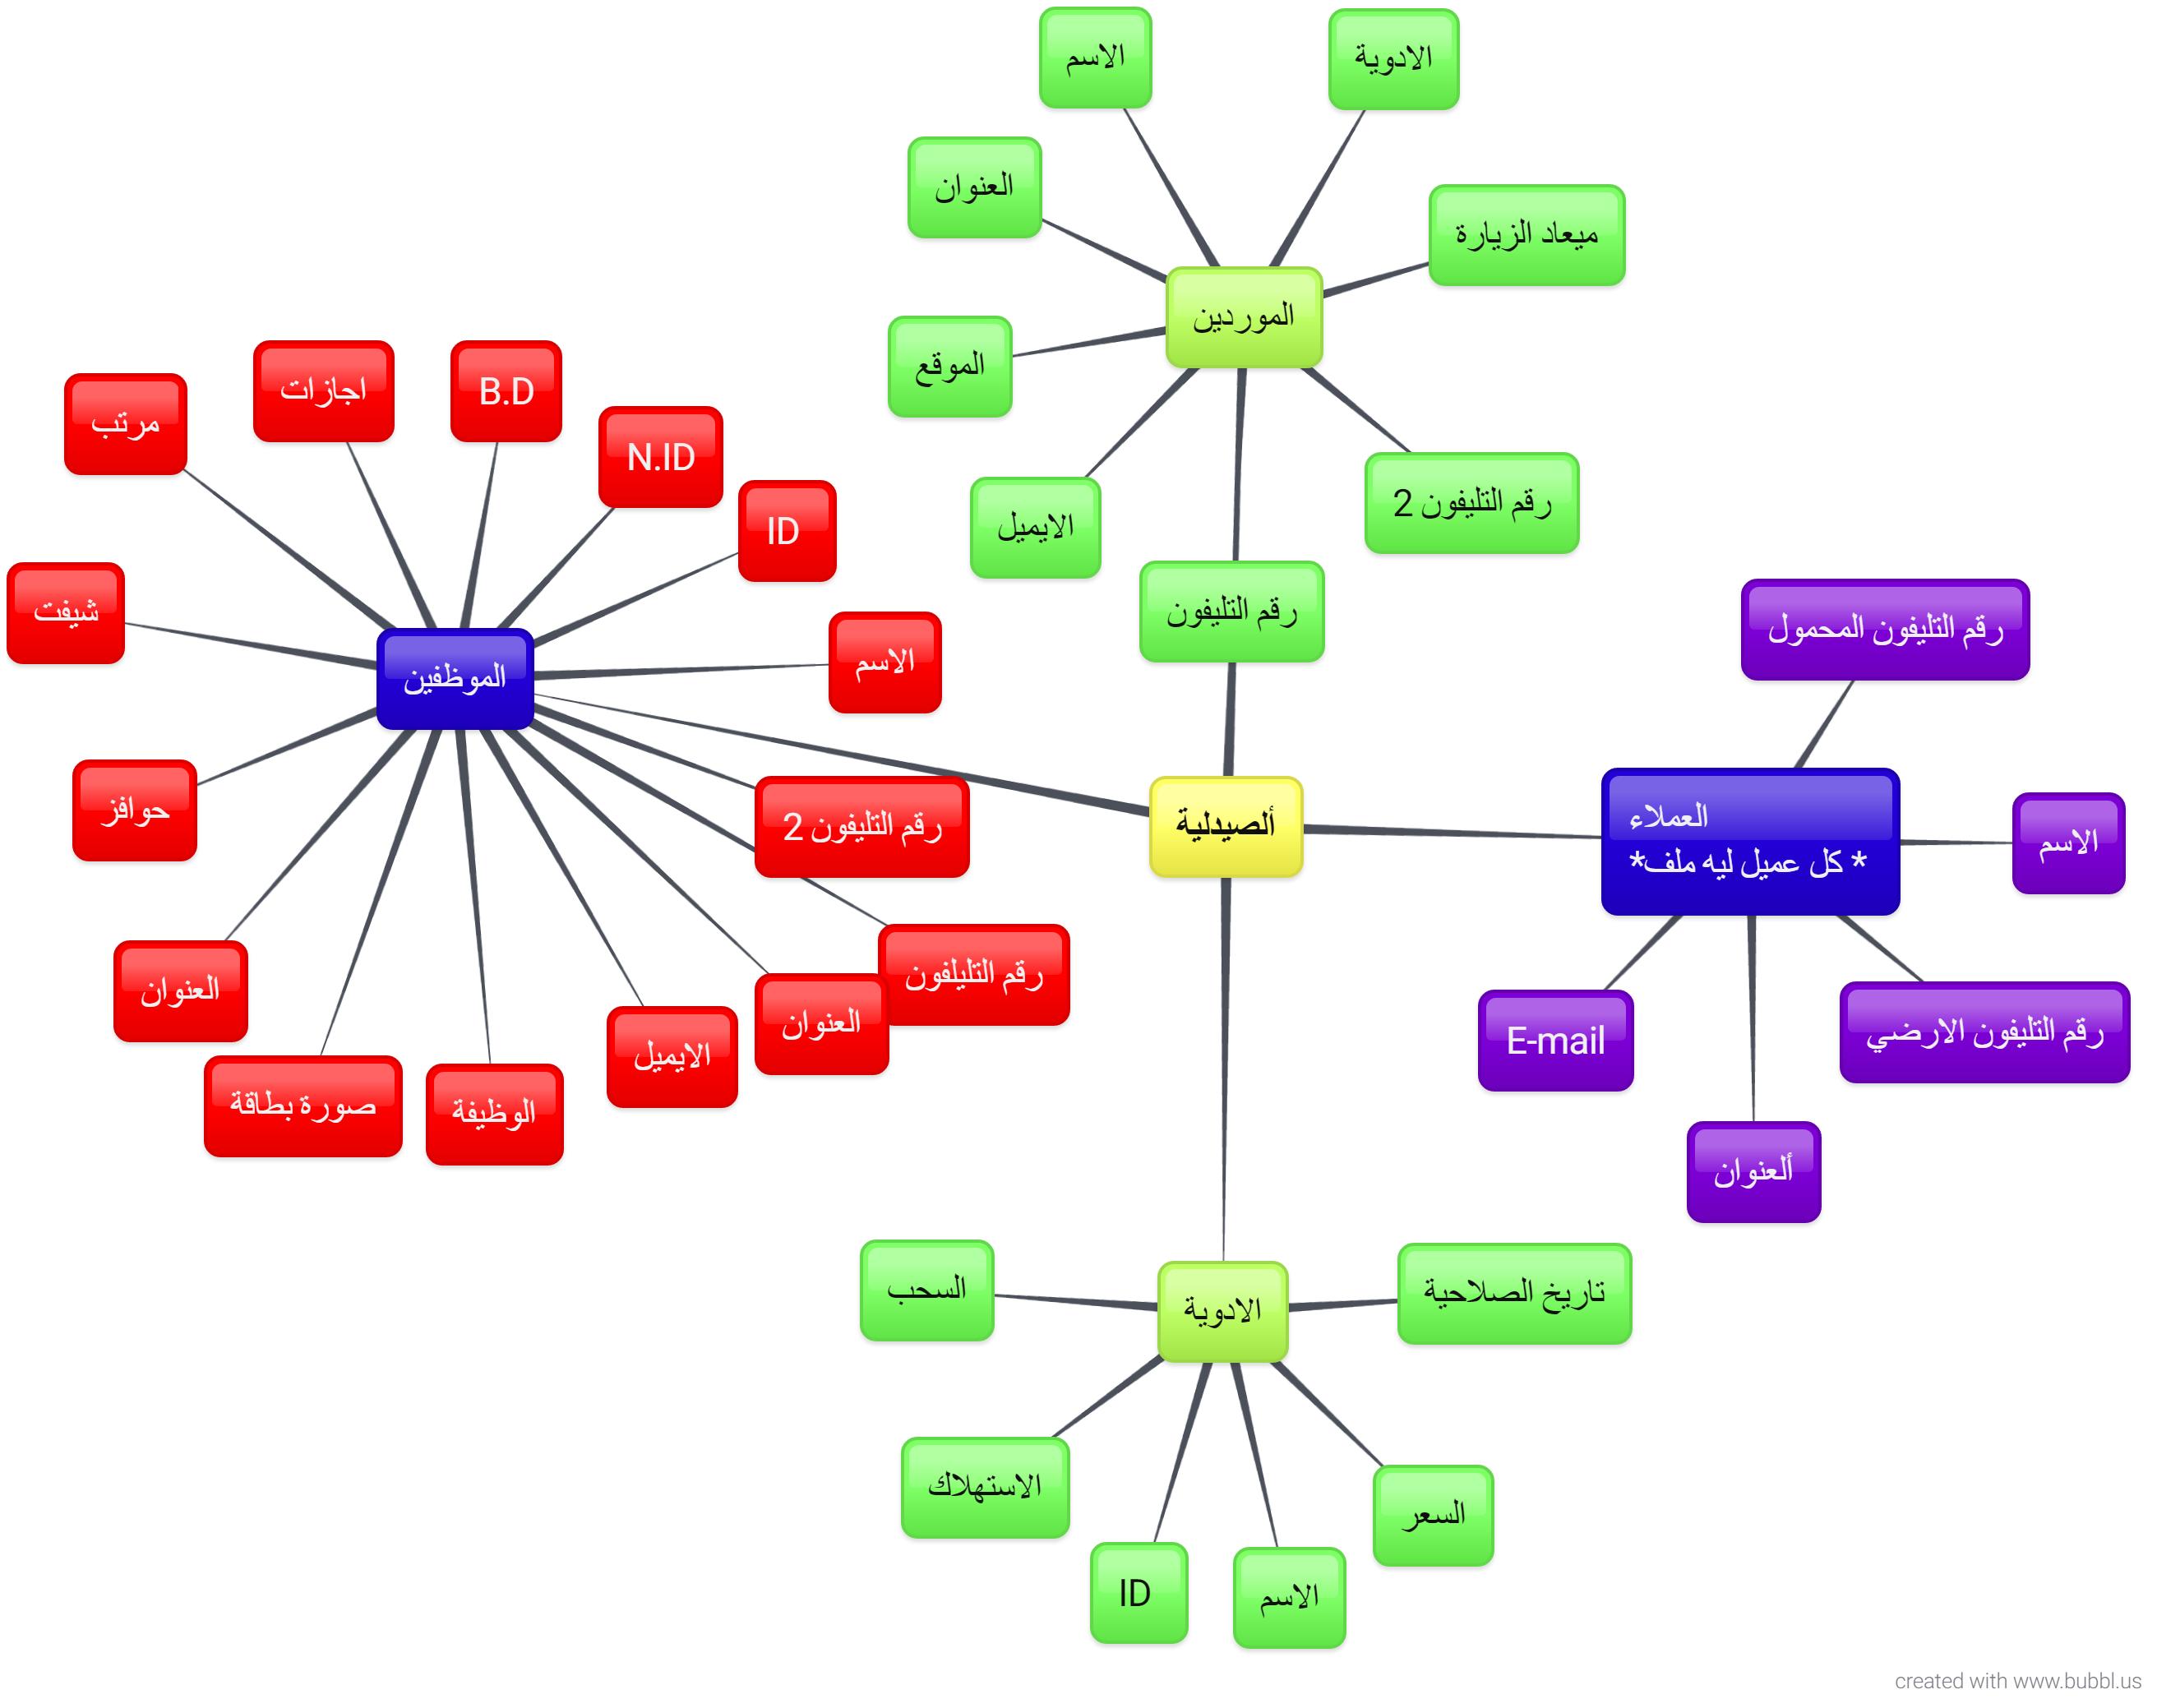 الاسم
الادوية
العنوان
ميعاد الزيارة
الموردين
الموقع
رقم التليفون 2
الايميل
رقم التليفون
اجازات
B.D
مرتب
N.ID
ID
شيفت
الاسم
الموظفين
حوافز
رقم التليفون 2
رقم التليلفون
العنوان
العنوان
الايميل
صورة بطاقة
الوظيفة
ألصيدلية
رقم التليفون المحمول
العملاء
* كل عميل ليه ملف*
الاسم
E-mail
رقم التليفون الارضي
ألعنوان
السحب
الادوية
تاريخ الصلاحية
الاستهلاك
السعر
ID
الاسم
created with www.bubbl.us